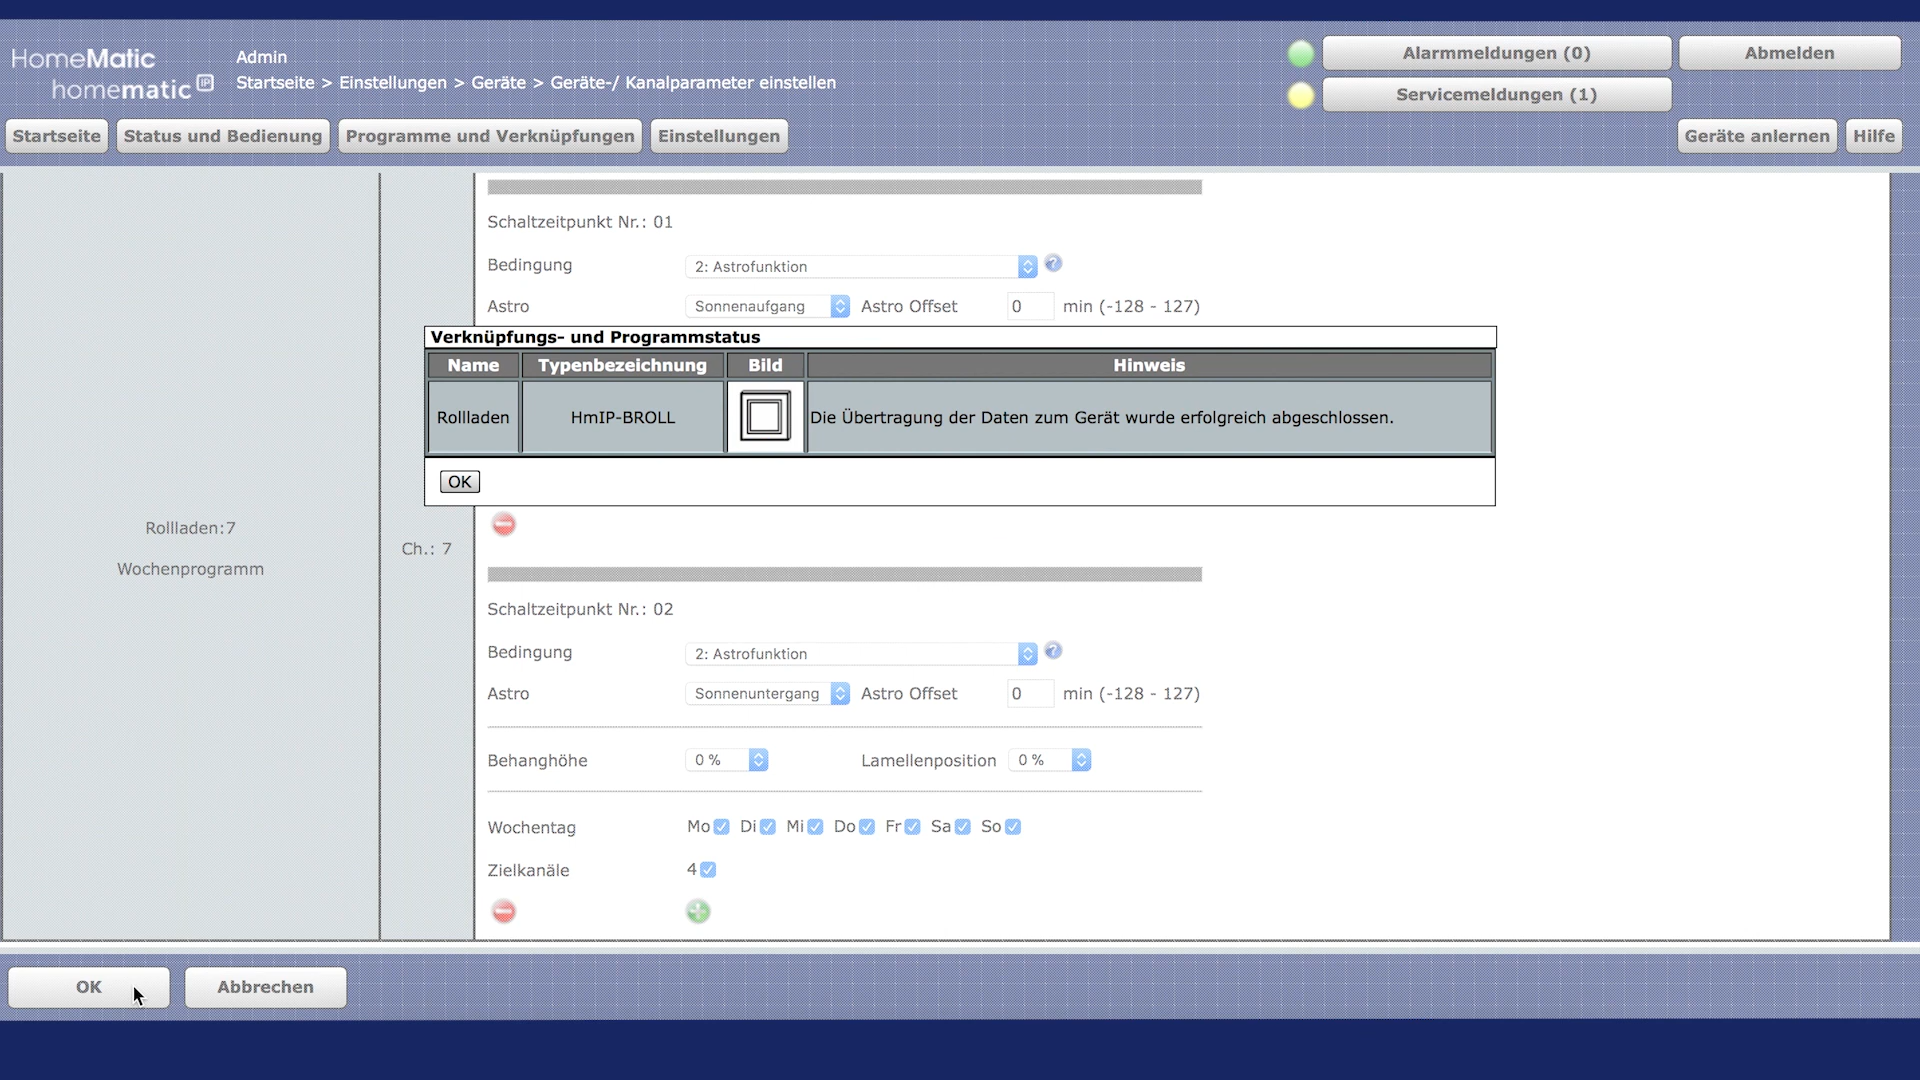 HomeMatic
homematic IP
Admin
Startseite > Einstellungen > Geräte > Geräte-/ Kanalparameter einstellen
Alarmmeldungen (0)
Abmelden
Servicemeldungen (1)
Startseite
Status und Bedienung
Programme und Verknüpfungen
Einstellungen
Geräte anlernen
Hilfe
Schaltzeitpunkt Nr.: 01
Bedingung 2: Astrofunktion ?
Astro Sonnenaufgang Astro Offset 0 min (-128 - 127)
Verknüpfungs- und Programmstatus
Name Typenbezeichnung Bild Hinweis
Rollladen HmIP-BROLL Die Übertragung der Daten zum Gerät wurde erfolgreich abgeschlossen.
OK
Rollladen:7
Wochenprogramm
Ch.: 7
Schaltzeitpunkt Nr.: 02
Bedingung 2: Astrofunktion ?
Astro Sonnenuntergang Astro Offset 0 min (-128 - 127)
Behanghöhe 0 % Lamellenposition 0 %
Wochentag Mo Di Mi Do Fr Sa So
Zielkanäle 4
OK
Abbrechen